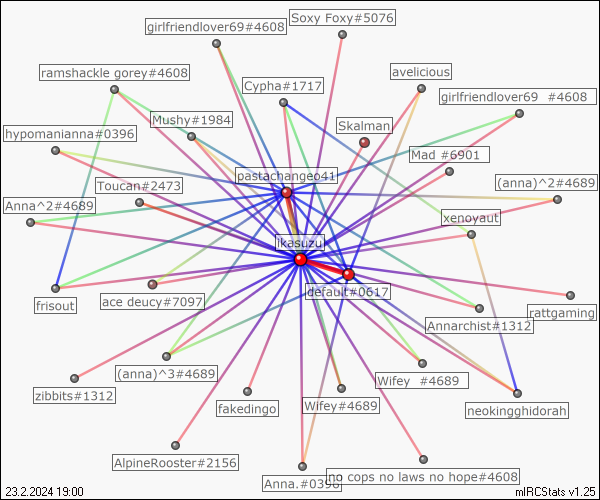 Soxy Foxy#5076
girlfriendlover69#4608
ramshackle gorey#4608
avelicious
Cypha#1717
girlfriendlover69 #4608
Mushy#1984
Skalman
hypomanianna#0396
Mad #6901
pastachangeo41
Toucan#2473
(anna)^2#4689
Anna^2#4689
xenoyaut
ikasuzu
default#0617
frisout
ace deucy#7097
rattgaming
Annarchist#1312
(anna)^3#4689
Wifey #4689
zibbits#1312
fakedingo
Wifey#4689
neokingghidorah
AlpineRooster#2156
Anna.#0396
no cops no laws no hope#4608
23.2.2024 19:00
mIRCStats v1.25